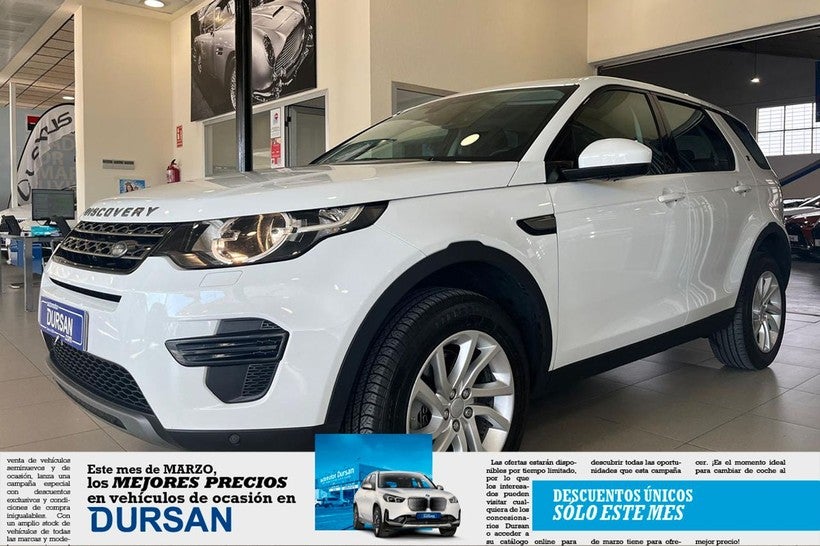 DISCOVERY
DURSAN
venta de vehículos
seminuevos y de
ocasión, lanza una
campaña especial
con descuentos
exclusivos y condi-
ciones de compra
inigualables. Con
un amplio stock de
vehículos de todas
las marcas y mode-
Este mes de MARZO,
los MEJORES PRECIOS
en vehículos de ocasión en
DURSAN
Dursan
Las ofertas estarán dispo-
nibles por tiempo limitado,
por lo que
los interesa-
dos pueden
visitar cual-
quiera de los
concesiona-
rios Dursan
o acceder a
su catálogo online para
descubrir todas las oportu-
nidades que esta campaña
de marzo tiene para ofre-
cer. ¡Es el momento ideal
para cambiar de coche al
mejor precio!
DESCUENTOS ÚNICOS
SÓLO ESTE MES